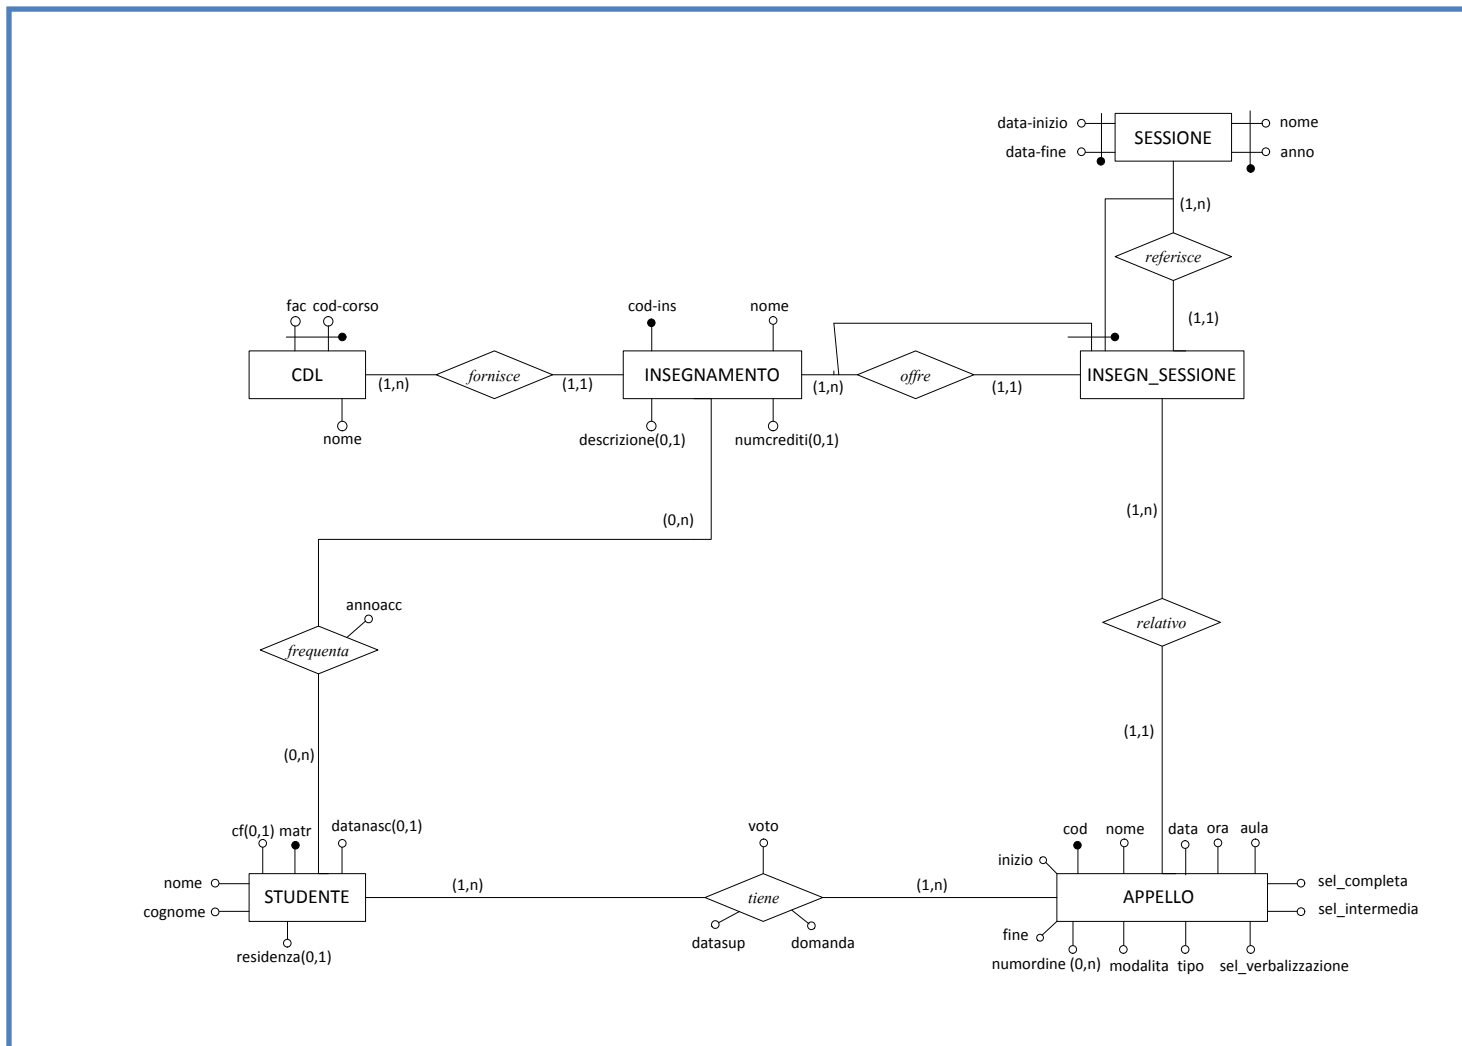 data-inizio SESSIONE nome
data-fine anno
(1,n)
referisce
(1,1)
fac cod-corso cod-ins nome
CDL (1,n) fornisce (1,1) INSEGNAMENTO (1,n) offre (1,1) INSEGN_SESSIONE
nome descrizione(0,1) numcrediti(0,1)
(1,n)
(0,n)
annoacc
frequenta relativo
(0,n) (1,1)
cf(0,1) matr datanasc(0,1) voto cod nome data ora aula
inizio
nome STUDENTE (1,n) tiene (1,n) APPELLO sel_completa
cognome sel_intermedia
residenza(0,1) datasup domanda fine
numordine (0,n) modalita tipo sel_verbalizzazione